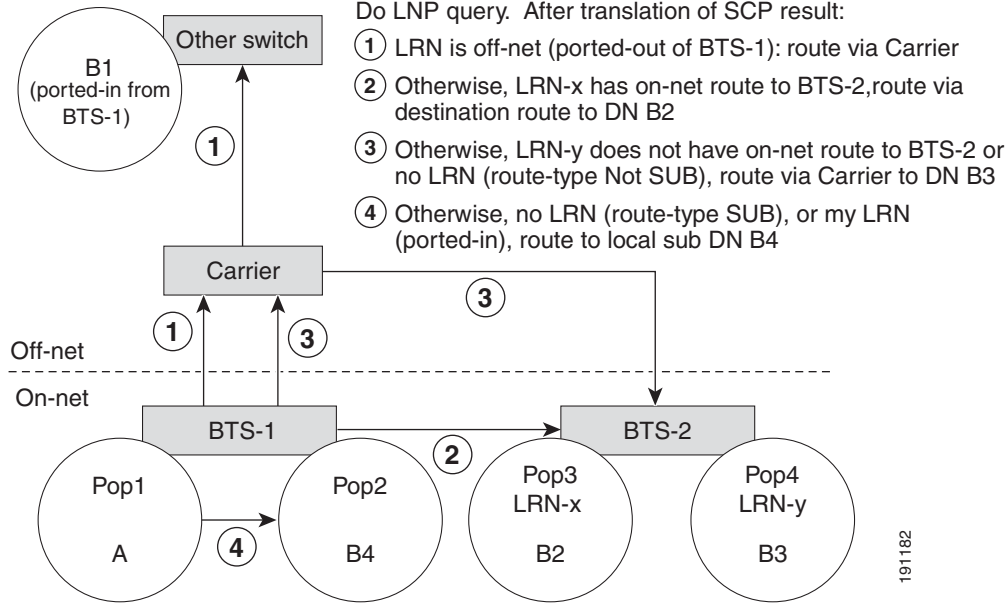 Do LNP query. After translation of SCP result:
1 LRN is off-net (ported-out of BTS-1): route via Carrier
2 Otherwise, LRN-x has on-net route to BTS-2,route via
destination route to DN B2
3 Otherwise, LRN-y does not have on-net route to BTS-2 or
no LRN (route-type Not SUB), route via Carrier to DN B3
4 Otherwise, no LRN (route-type SUB), or my LRN
(ported-in), route to local sub DN B4
Other switch
B1
(ported-in from
BTS-1)
1
Carrier
3
1
3
Off-net
On-net
BTS-1
BTS-2
2
Pop1
A
4
Pop2
B4
Pop3
LRN-x
B2
Pop4
LRN-y
B3
191182